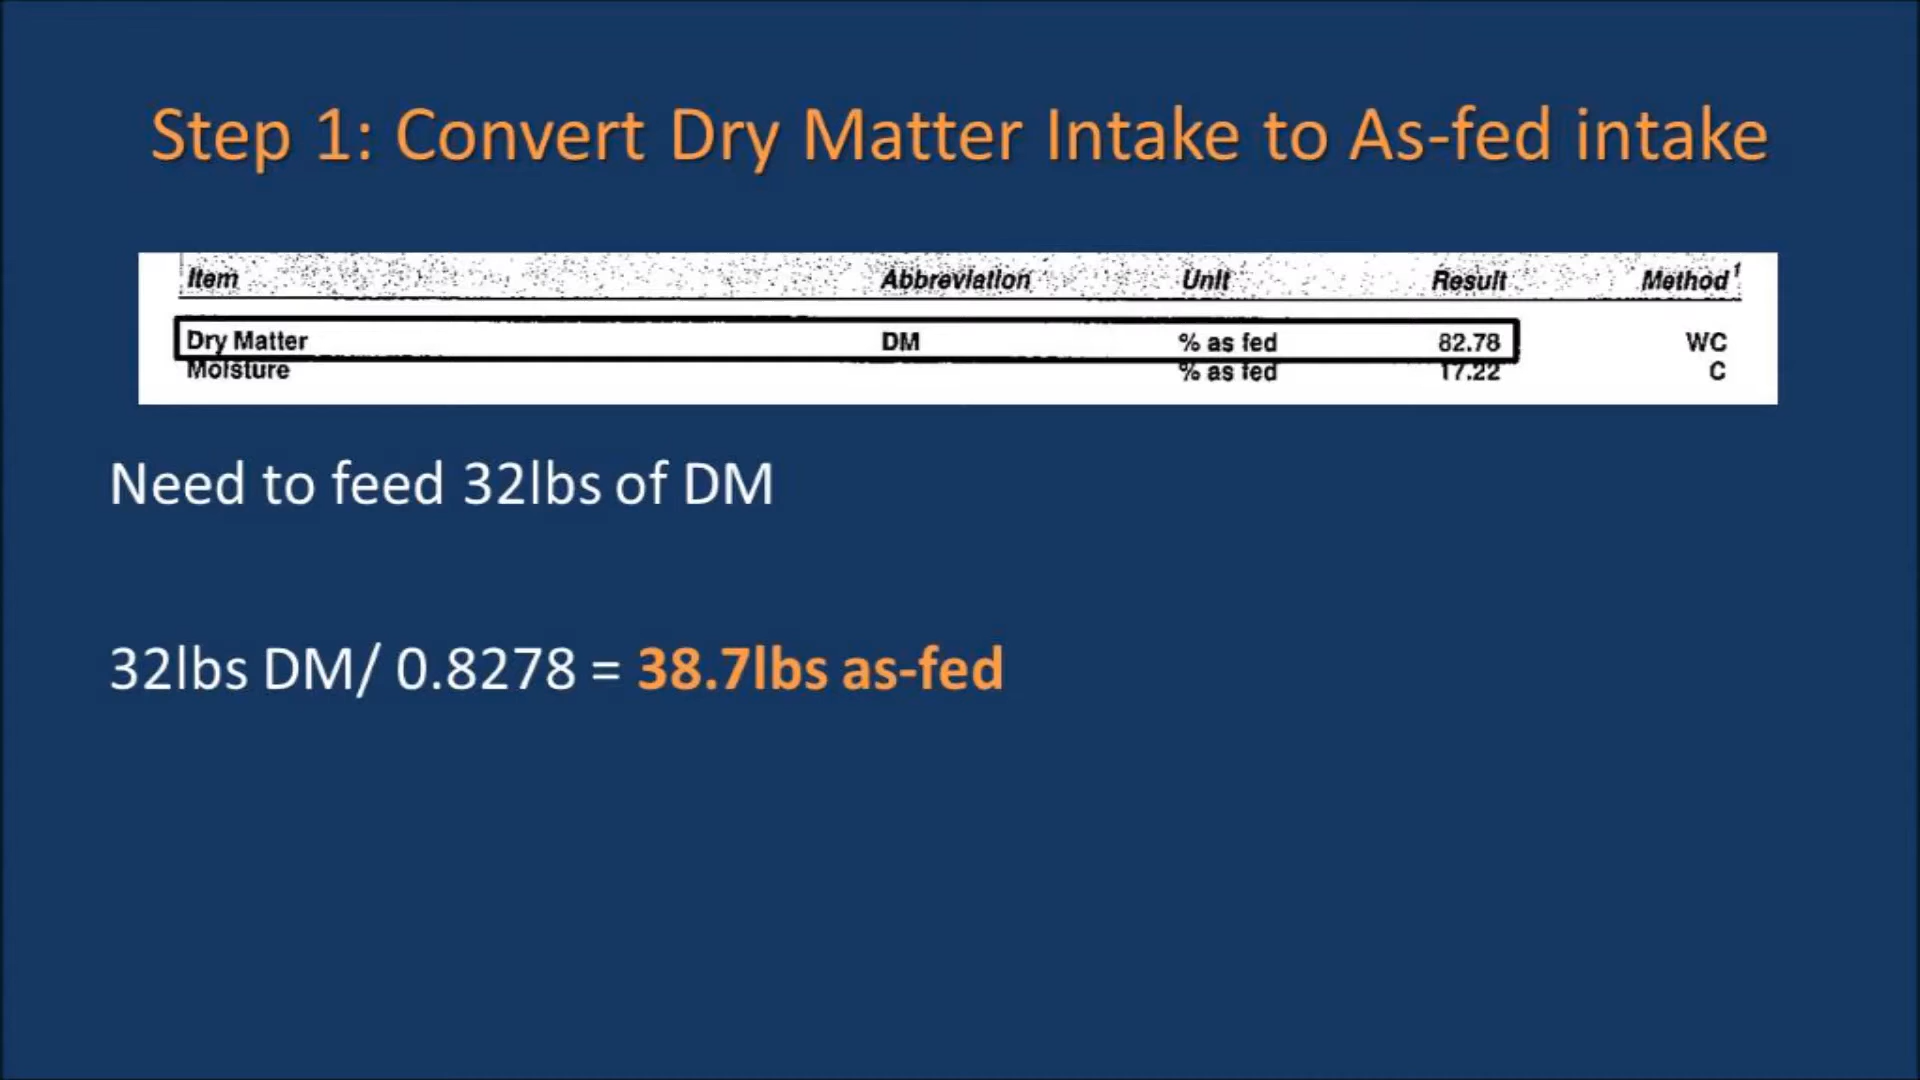 Step 1: Convert Dry Matter Intake to As-fed intake
Item Abbreviation Unit Result Method¹
Dry Matter DM % as fed 82.78 WC
Moisture % as fed 17.22 C
Need to feed 32lbs of DM
32lbs DM/ 0.8278 = 38.7lbs as-fed